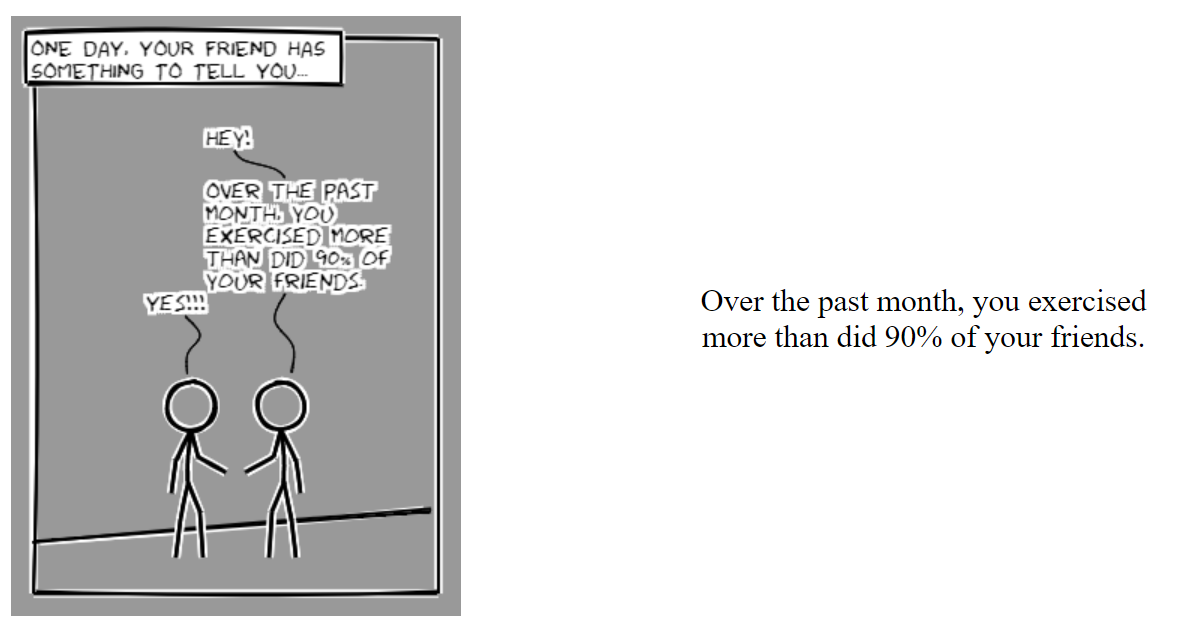 ONE DAY, YOUR FRIEND HAS
SOMETHING TO TELL YOU...
HEY!
OVER THE PAST
MONTH, YOU
EXERCISED MORE
THAN DID 90% OF
YOUR FRIENDS.
YES!!!
Over the past month, you exercised
more than did 90% of your friends.